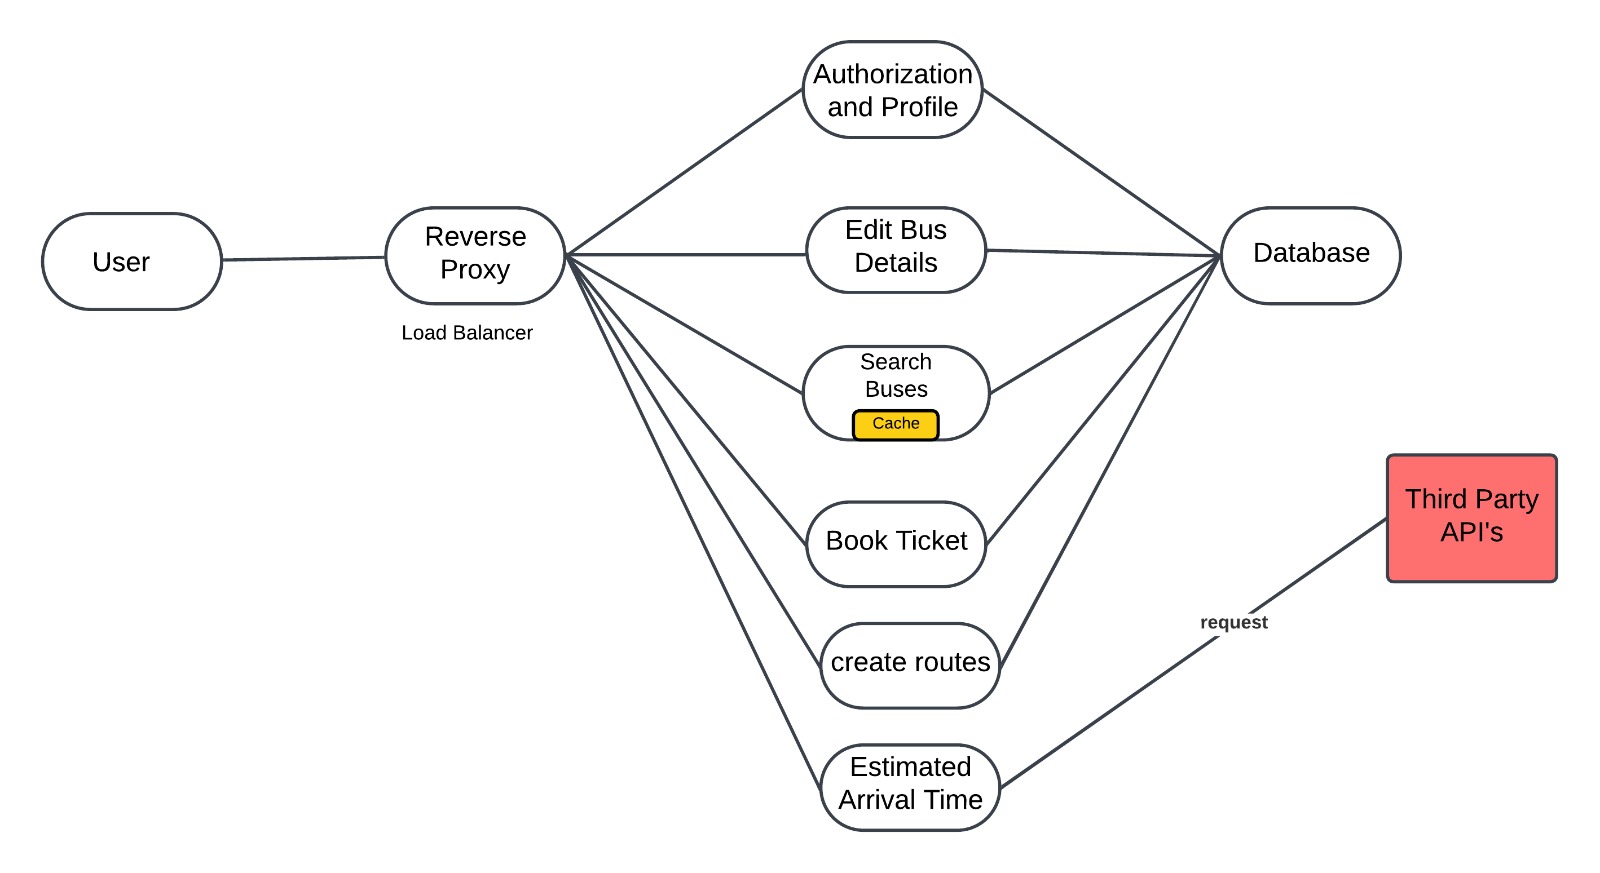 User
Reverse
Proxy
Load Balancer
Authorization
and Profile
Edit Bus
Details
Search
Buses
Cache
Book Ticket
create routes
Estimated
Arrival Time
Database
Third Party
API's
request